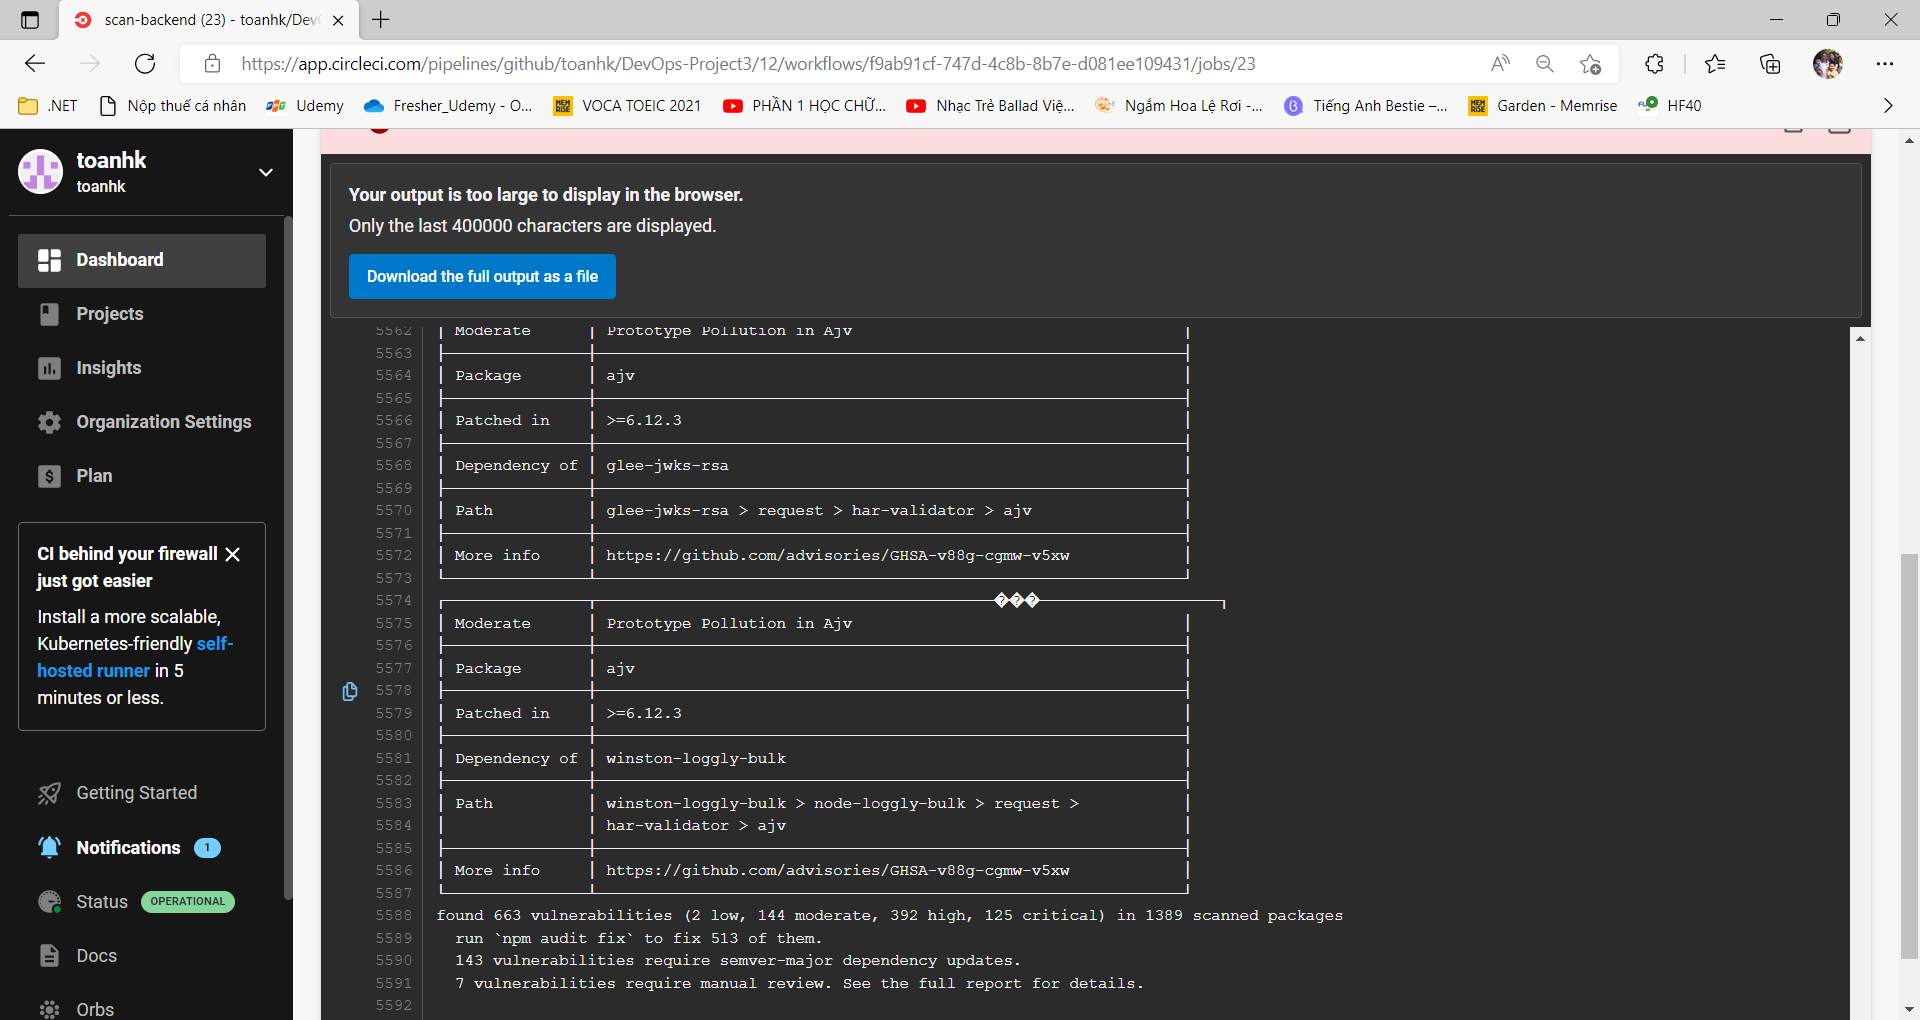 scan-backend (23) - toanhk/Dev
https://app.circleci.com/pipelines/github/toanhk/DevOps-Project3/12/workflows/f9ab91cf-747d-4c8b-8b7e-d081ee109431/jobs/23
.NET Nộp thuế cá nhân Udemy Fresher_Udemy - O... VOCA TOEIC 2021 PHẦN 1 HỌC CHỮ... Nhạc Trẻ Ballad Việ... Ngắm Hoa Lệ Rơi -... Tiếng Anh Bestie –... Garden - Memrise HF40
toanhk
toanhk
Dashboard
Projects
Insights
Organization Settings
Plan
CI behind your firewall
just got easier
Install a more scalable,
Kubernetes-friendly self-
hosted runner in 5
minutes or less.
Getting Started
Notifications 1
Status OPERATIONAL
Docs
Orbs
Your output is too large to display in the browser.
Only the last 400000 characters are displayed.
Download the full output as a file
5562 Moderate Prototype Pollution in Ajv
5563
5564 Package ajv
5565
5566 Patched in >=6.12.3
5567
5568 Dependency of glee-jwks-rsa
5569
5570 Path glee-jwks-rsa > request > har-validator > ajv
5571
5572 More info https://github.com/advisories/GHSA-v88g-cgmw-v5xw
5573
5574 ���
5575 Moderate Prototype Pollution in Ajv
5576
5577 Package ajv
5578
5579 Patched in >=6.12.3
5580
5581 Dependency of winston-loggly-bulk
5582
5583 Path winston-loggly-bulk > node-loggly-bulk > request >
5584 har-validator > ajv
5585
5586 More info https://github.com/advisories/GHSA-v88g-cgmw-v5xw
5587
5588 found 663 vulnerabilities (2 low, 144 moderate, 392 high, 125 critical) in 1389 scanned packages
5589 run `npm audit fix` to fix 513 of them.
5590 143 vulnerabilities require semver-major dependency updates.
5591 7 vulnerabilities require manual review. See the full report for details.
5592